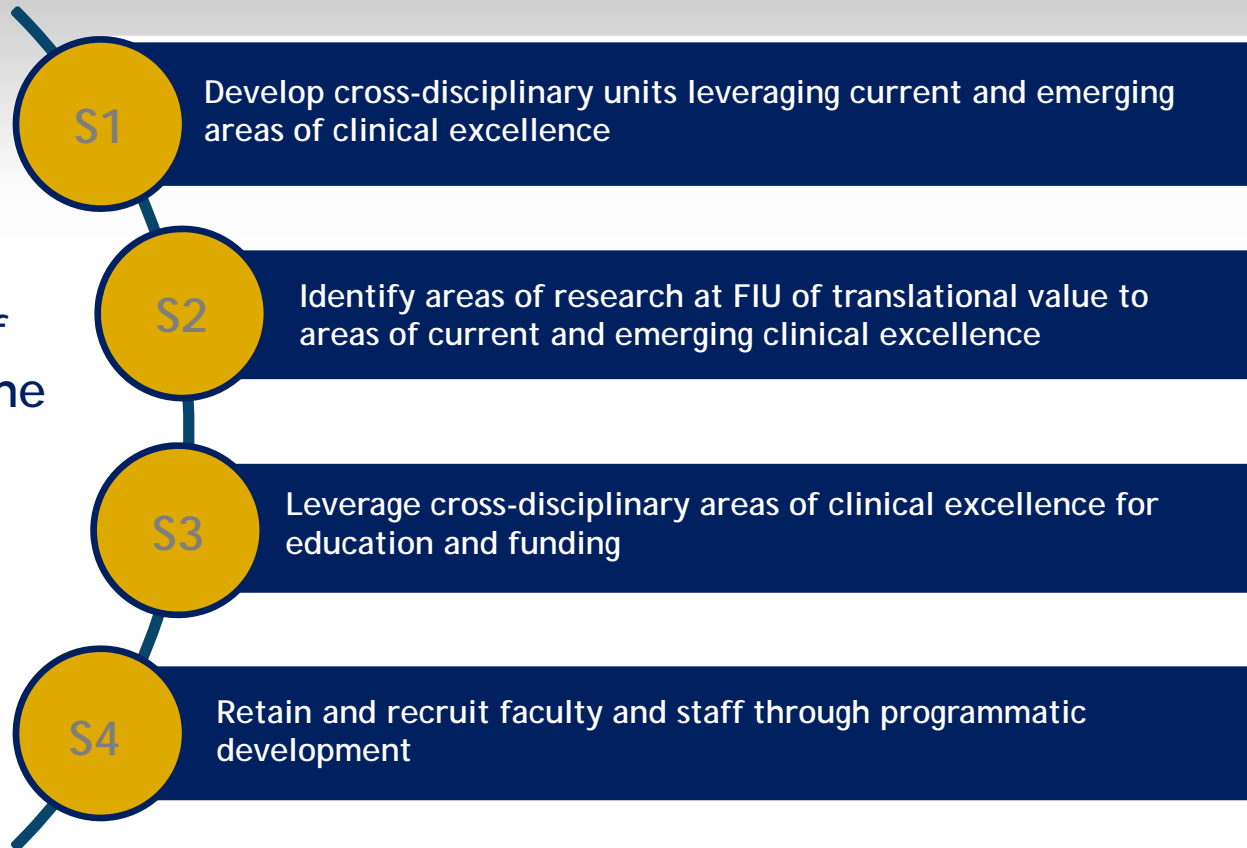 S1
Develop cross-disciplinary units leveraging current and emerging
areas of clinical excellence
S2
Identify areas of research at FIU of translational value to
areas of current and emerging clinical excellence
S3
Leverage cross-disciplinary areas of clinical excellence for
education and funding
S4
Retain and recruit faculty and staff through programmatic
development